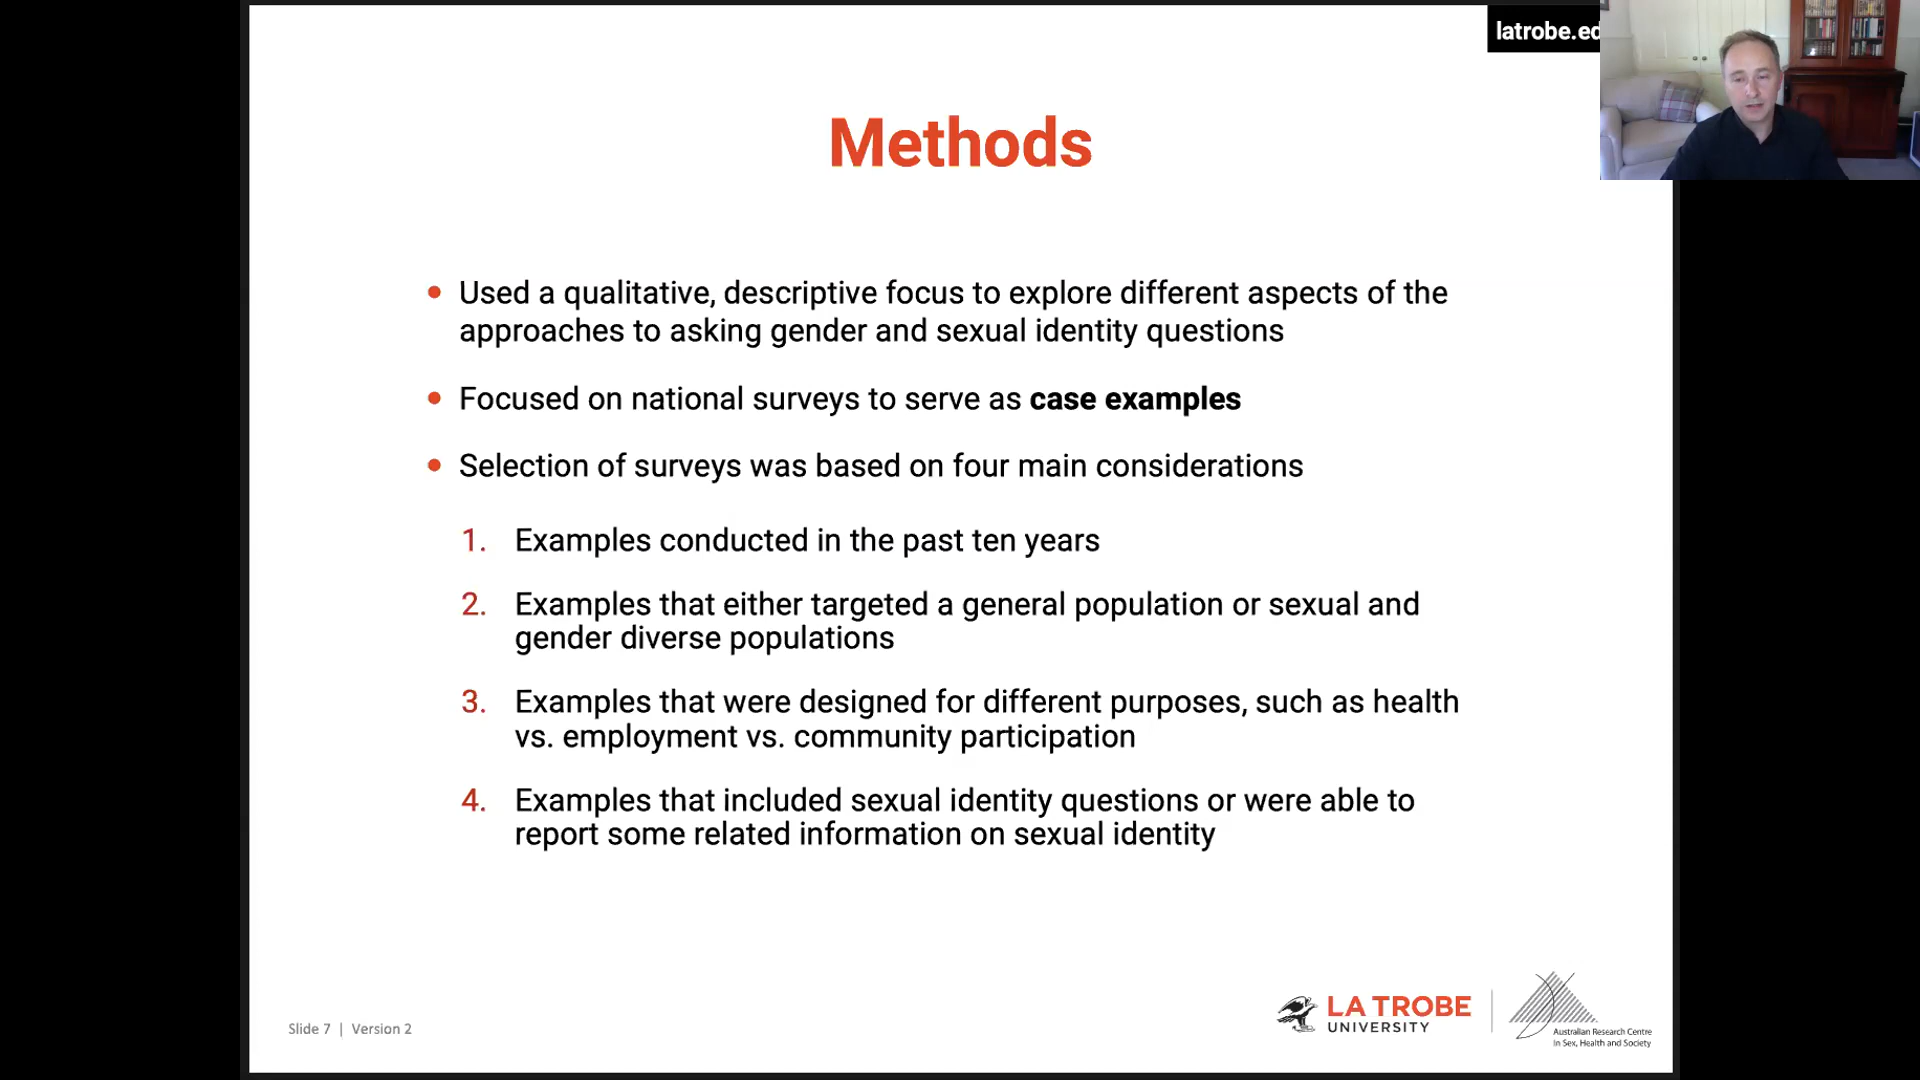 latrobe.ed
Methods
• Used a qualitative, descriptive focus to explore different aspects of the
approaches to asking gender and sexual identity questions
• Focused on national surveys to serve as case examples
• Selection of surveys was based on four main considerations
1. Examples conducted in the past ten years
2. Examples that either targeted a general population or sexual and
gender diverse populations
3. Examples that were designed for different purposes, such as health
vs. employment vs. community participation
4. Examples that included sexual identity questions or were able to
report some related information on sexual identity
Slide 7 | Version 2
LA TROBE
UNIVERSITY
Australian Research Centre
in Sex, Health and Society